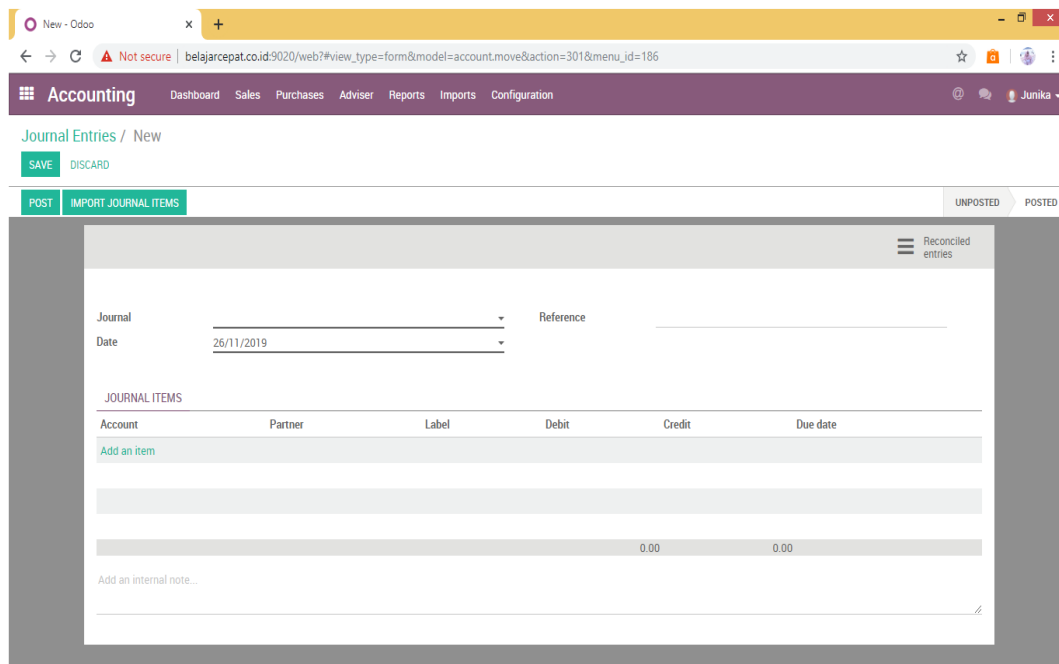 New - Odoo
Not secure | belajarcepat.co.id:9020/web?#view_type=form&model=account.move&action=301&menu_id=186
Accounting Dashboard Sales Purchases Adviser Reports Imports Configuration @ Junika
Journal Entries / New
SAVE DISCARD
POST IMPORT JOURNAL ITEMS UNPOSTED POSTED
Reconciled
entries
Journal Reference
Date 26/11/2019
JOURNAL ITEMS
Account Partner Label Debit Credit Due date
Add an item
0.00 0.00
Add an internal note...